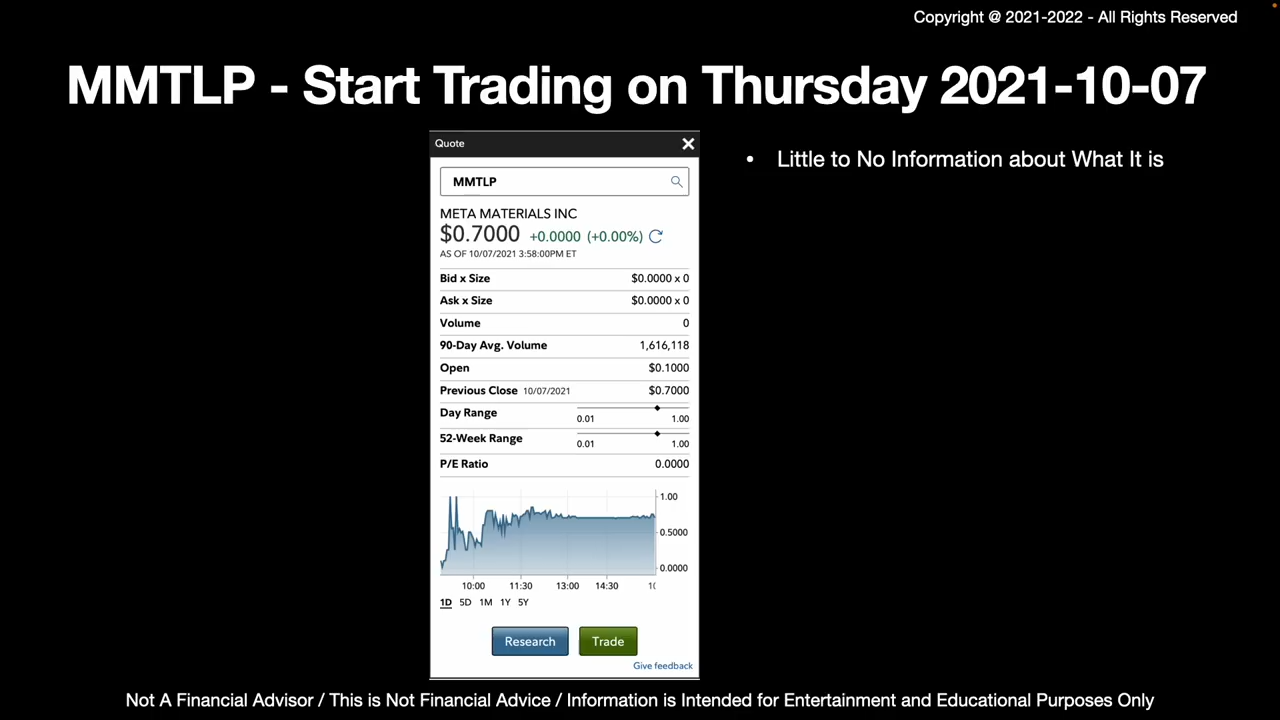 Copyright @ 2021-2022 - All Rights Reserved
MMTLP - Start Trading on Thursday 2021-10-07
Quote
MMTLP
META MATERIALS INC
$0.7000 +0.0000 (+0.00%)
AS OF 10/07/2021 3:58:00PM ET
Bid x Size $0.0000 x 0
Ask x Size $0.0000 x 0
Volume 0
90-Day Avg. Volume 1,616,118
Open $0.1000
Previous Close 10/07/2021 $0.7000
Day Range 0.01 1.00
52-Week Range 0.01 1.00
P/E Ratio 0.0000
1.00
0.5000
0.0000
10:00 11:30 13:00 14:30
1D 5D 1M 1Y 5Y
Research Trade
Give feedback
• Little to No Information about What It is
Not A Financial Advisor / This is Not Financial Advice / Information is Intended for Entertainment and Educational Purposes Only